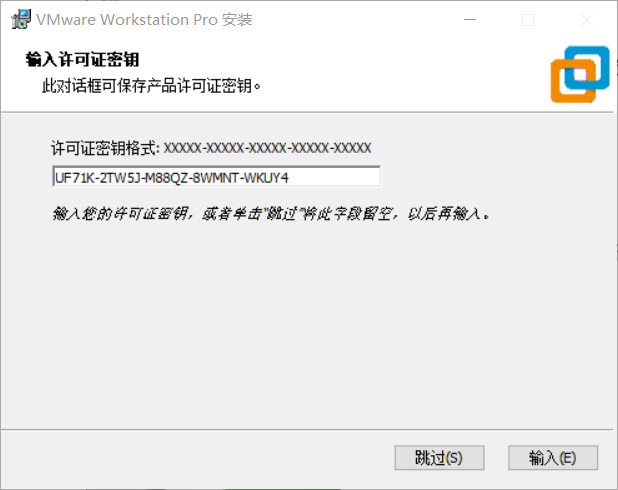 VMware Workstation Pro 安装
输入许可证密钥
此对话框可保存产品许可证密钥。
许可证密钥格式: XXXXX-XXXXX-XXXXX-XXXXX-XXXXX
UF71K-2TW5J-M88QZ-8WMNT-WKUY4
输入您的许可证密钥，或者单击"跳过"将此字段留空，以后再输入。
跳过(S)
输入(E)